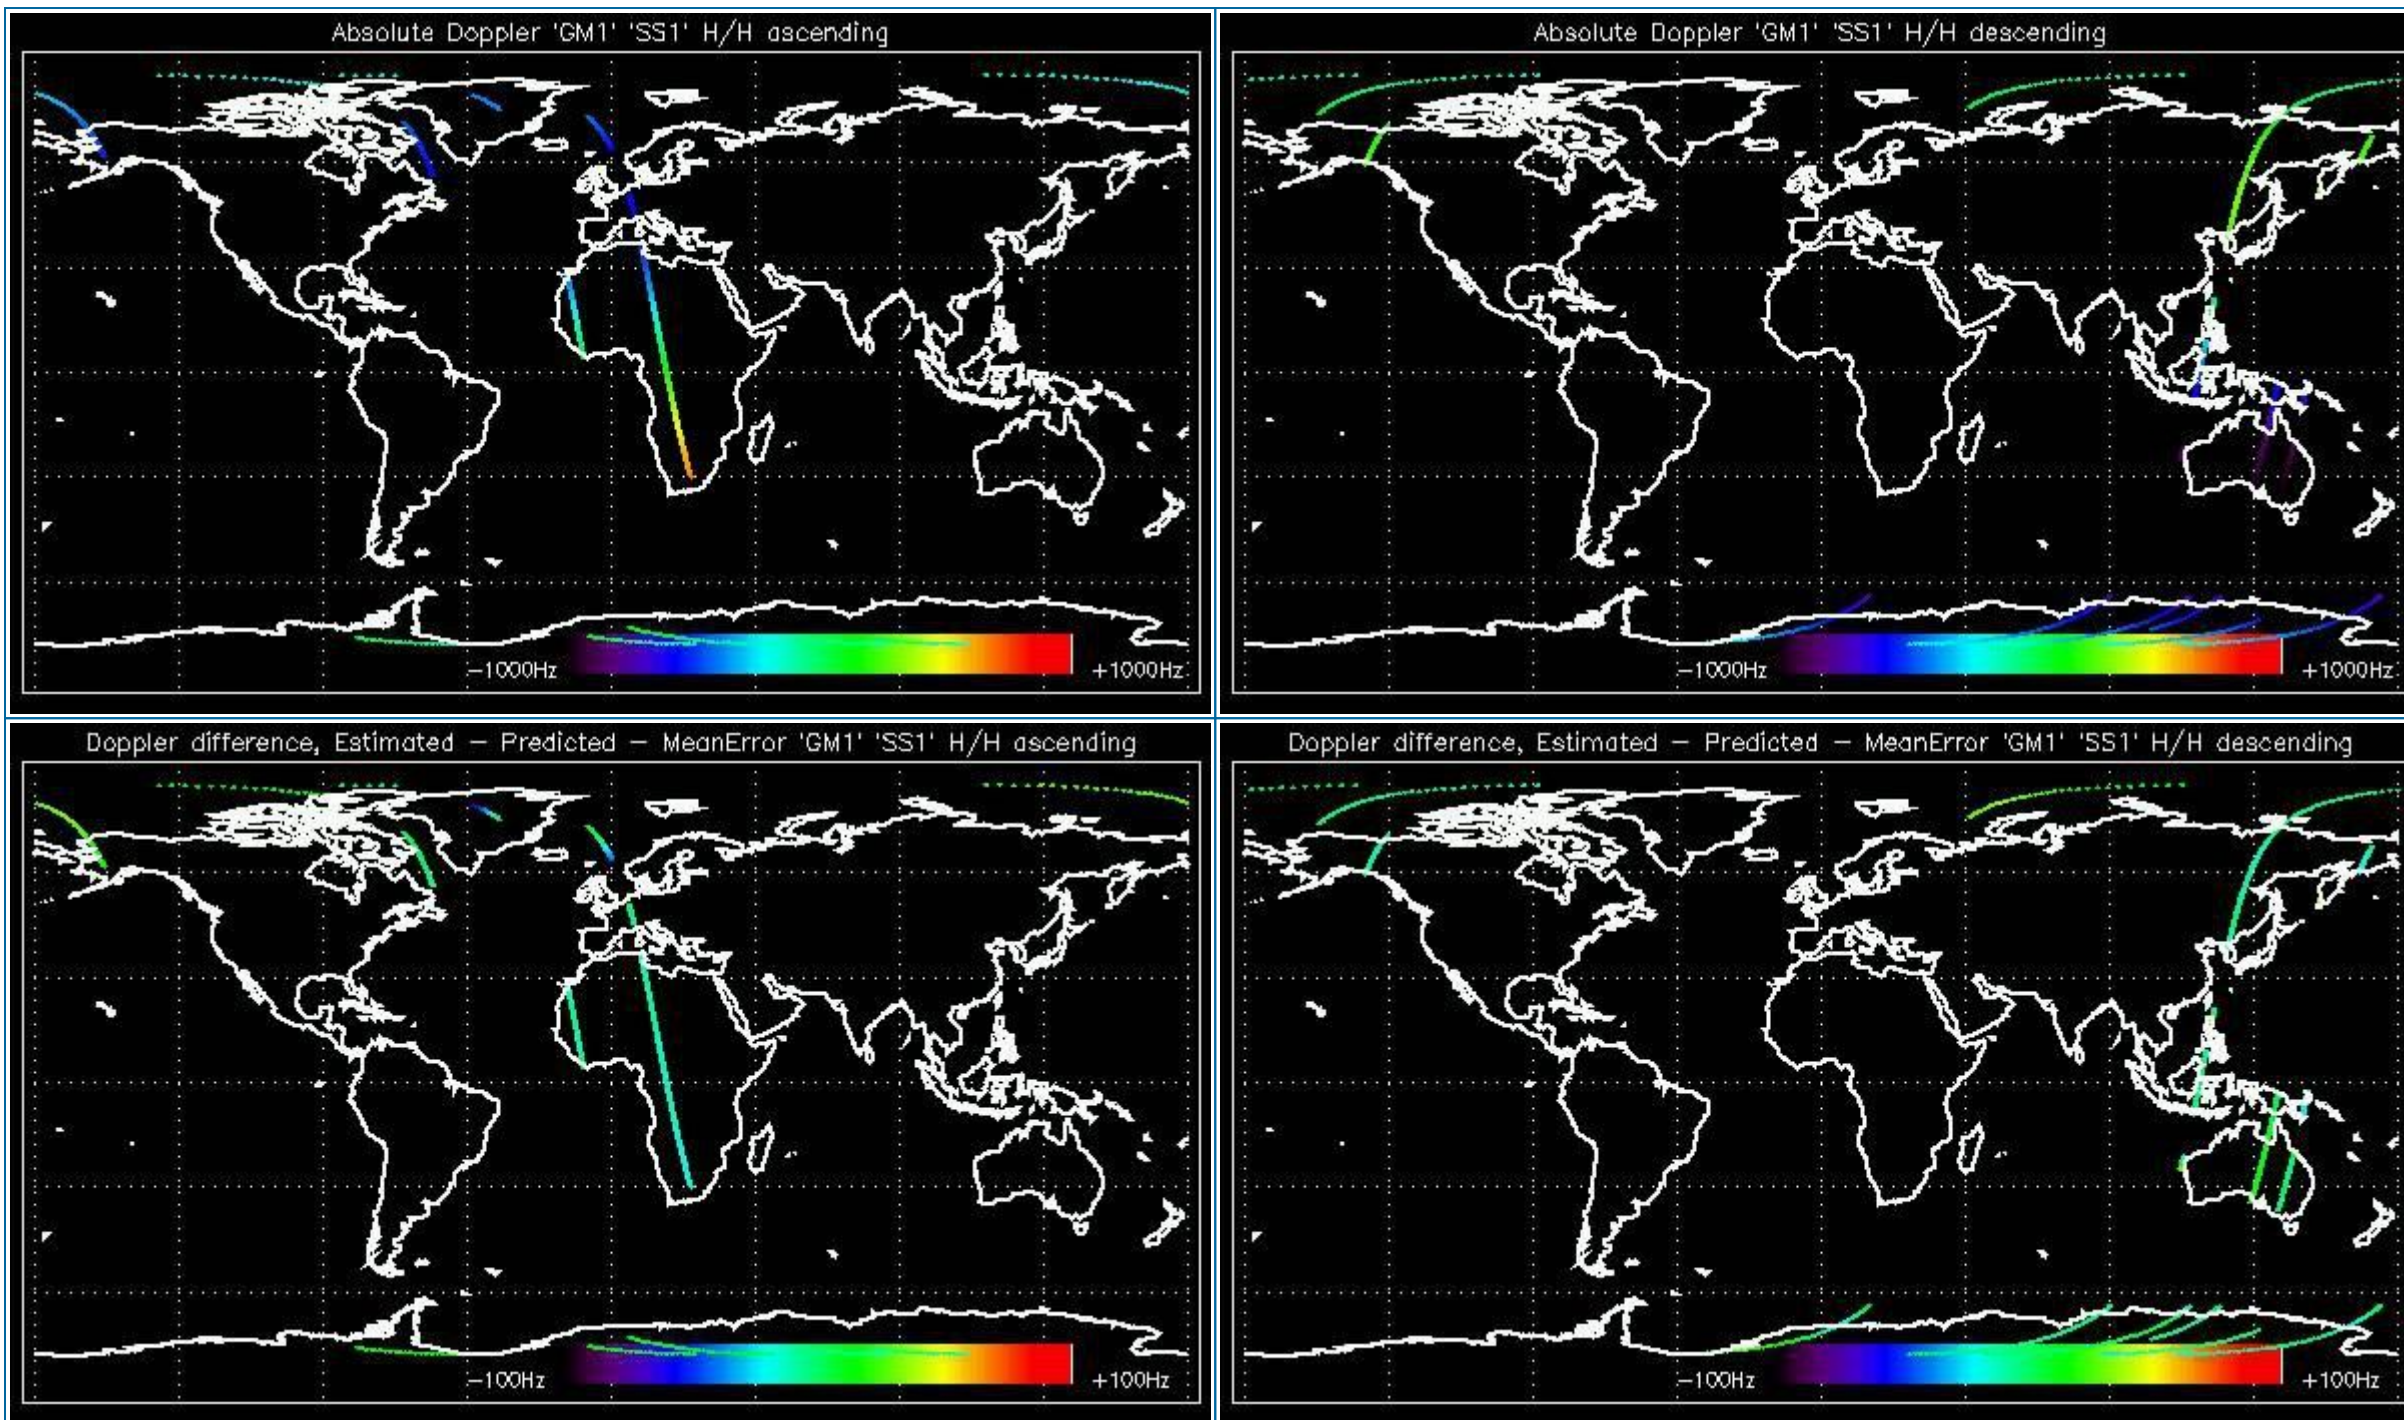 Absolute Doppler 'GM1' 'SS1' H/H ascending
-1000Hz
+1000Hz
Absolute Doppler 'GM1' 'SS1' H/H descending
-1000Hz
+1000Hz
Doppler difference, Estimated - Predicted - MeanError 'GM1' 'SS1' H/H ascending
-100Hz
+100Hz
Doppler difference, Estimated - Predicted - MeanError 'GM1' 'SS1' H/H descending
-100Hz
+100Hz